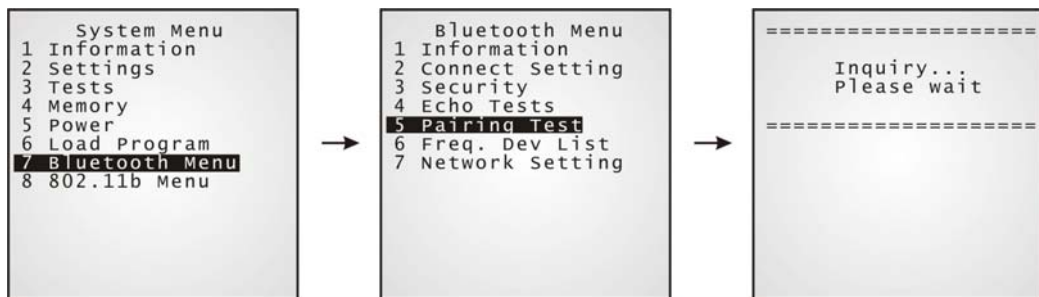 System Menu
1 Information
2 Settings
3 Tests
4 Memory
5 Power
6 Load Program
7 Bluetooth Menu
8 802.11b Menu
Bluetooth Menu
1 Information
2 Connect Setting
3 Security
4 Echo Tests
5 Pairing Test
6 Freq. Dev List
7 Network Setting
====================
Inquiry...
Please wait
====================